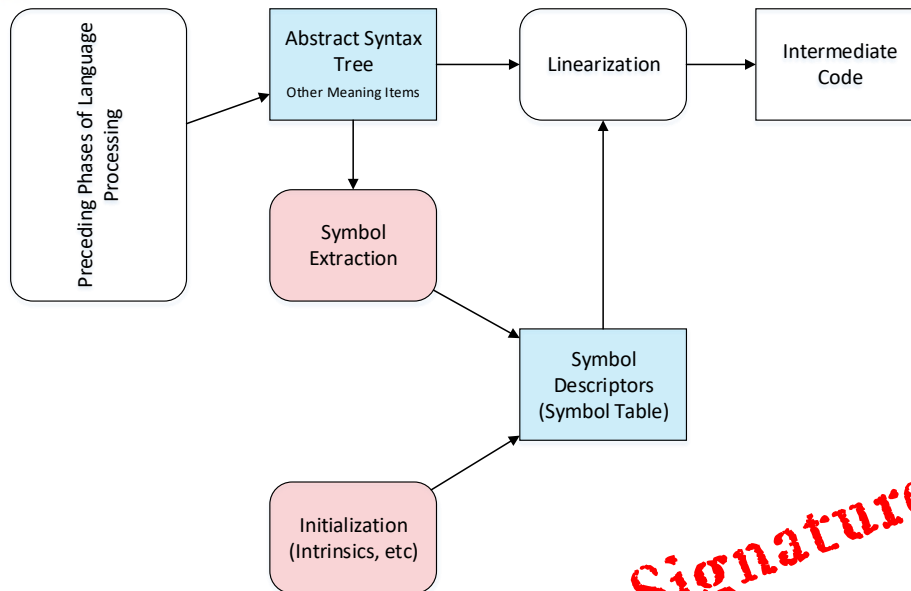 Preceding Phases of Language
Processing
Abstract Syntax
Tree
Other Meaning Items
Linearization
Intermediate
Code
Symbol
Extraction
Symbol
Descriptors
(Symbol Table)
Initialization
(Intrinsics, etc)
Signature